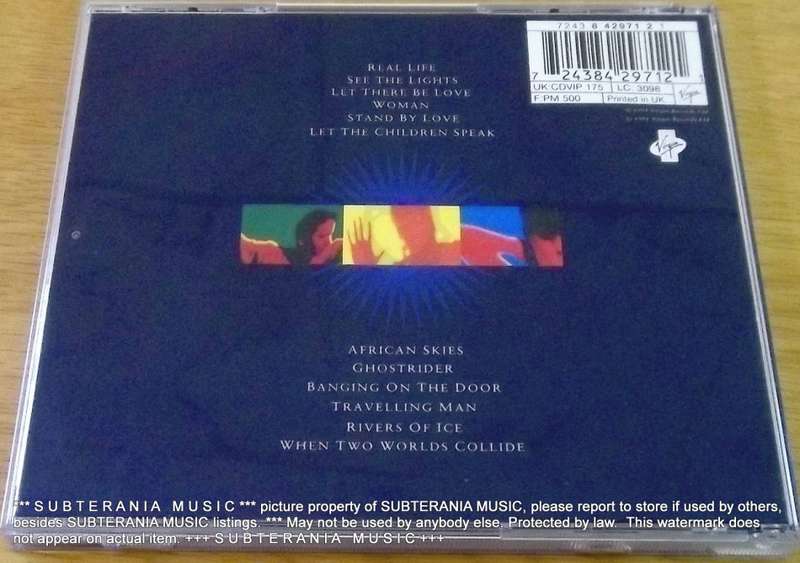 REAL LIFE
SEE THE LIGHTS
LET THERE BE LOVE
WOMAN
STAND BY LOVE
LET THE CHILDREN SPEAK
7243 8 42971 2 1
7 24384 29712 1
UK:CDVIP 175 LC. 3098
F:PM 500 Printed in UK.
Virgin
Virgin
AFRICAN SKIES
GHOSTRIDER
BANGING ON THE DOOR
TRAVELLING MAN
RIVERS OF ICE
WHEN TWO WORLDS COLLIDE
*** S U B T E R A N I A M U S I C *** picture property of SUBTERANIA MUSIC, please report to store if used by others,
besides SUBTERANIA MUSIC listings. *** May not be used by anybody else. Protected by law. This watermark does
not appear on actual item. +++ S U B T E R A N I A M U S I C +++